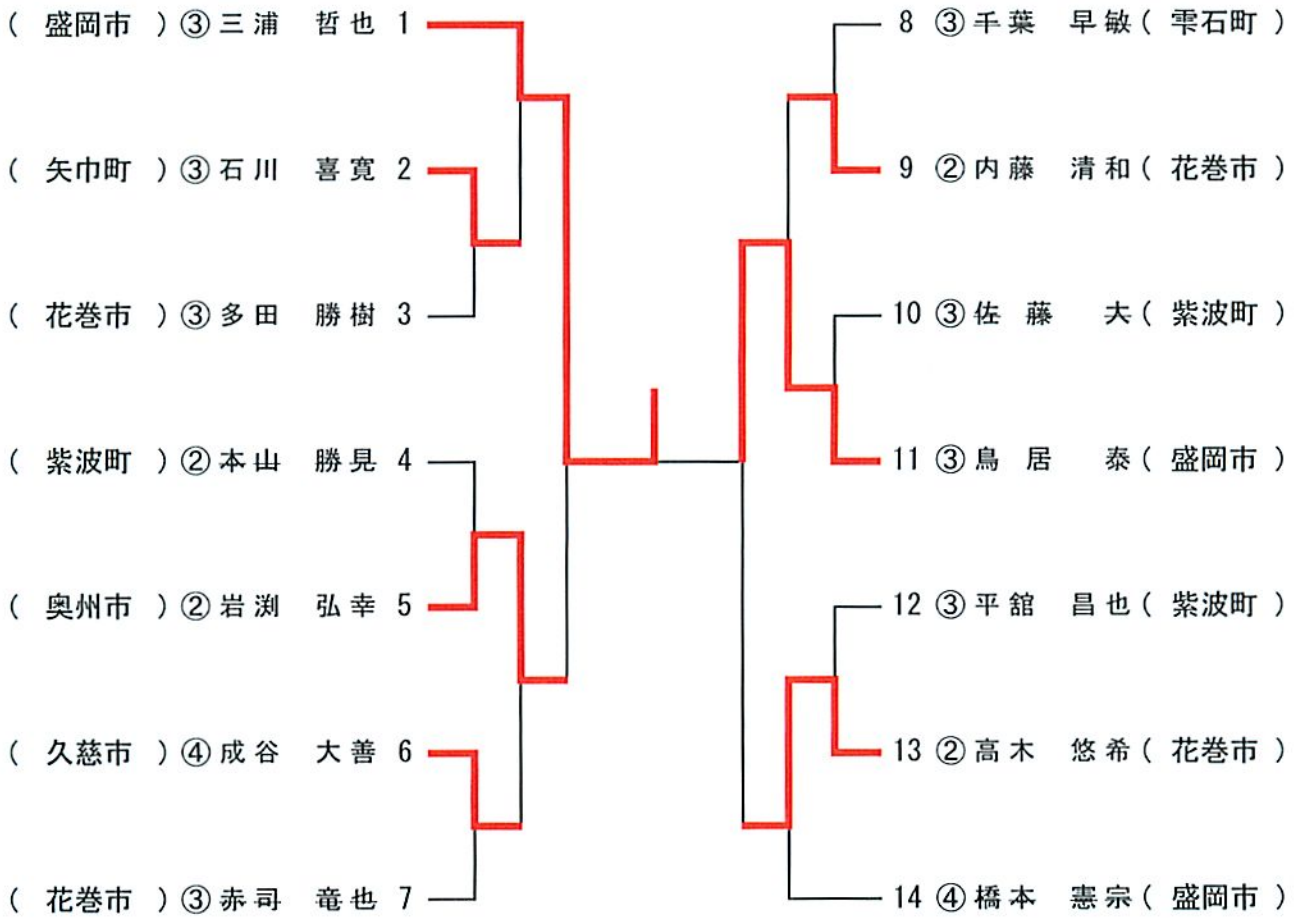 ( 盛岡市 ) ③ 三浦 哲也 1
( 矢巾町 ) ③ 石川 喜寛 2
( 花巻市 ) ③ 多田 勝樹 3
( 紫波町 ) ② 本山 勝見 4
( 奥州市 ) ② 岩渕 弘幸 5
( 久慈市 ) ④ 成谷 大善 6
( 花巻市 ) ③ 赤司 竜也 7
8 ③ 千葉 早敏 ( 雫石町 )
9 ② 内藤 清和 ( 花巻市 )
10 ③ 佐藤 大 ( 紫波町 )
11 ③ 鳥居 泰 ( 盛岡市 )
12 ③ 平舘 昌也 ( 紫波町 )
13 ② 高木 悠希 ( 花巻市 )
14 ④ 橋本 憲宗 ( 盛岡市 )